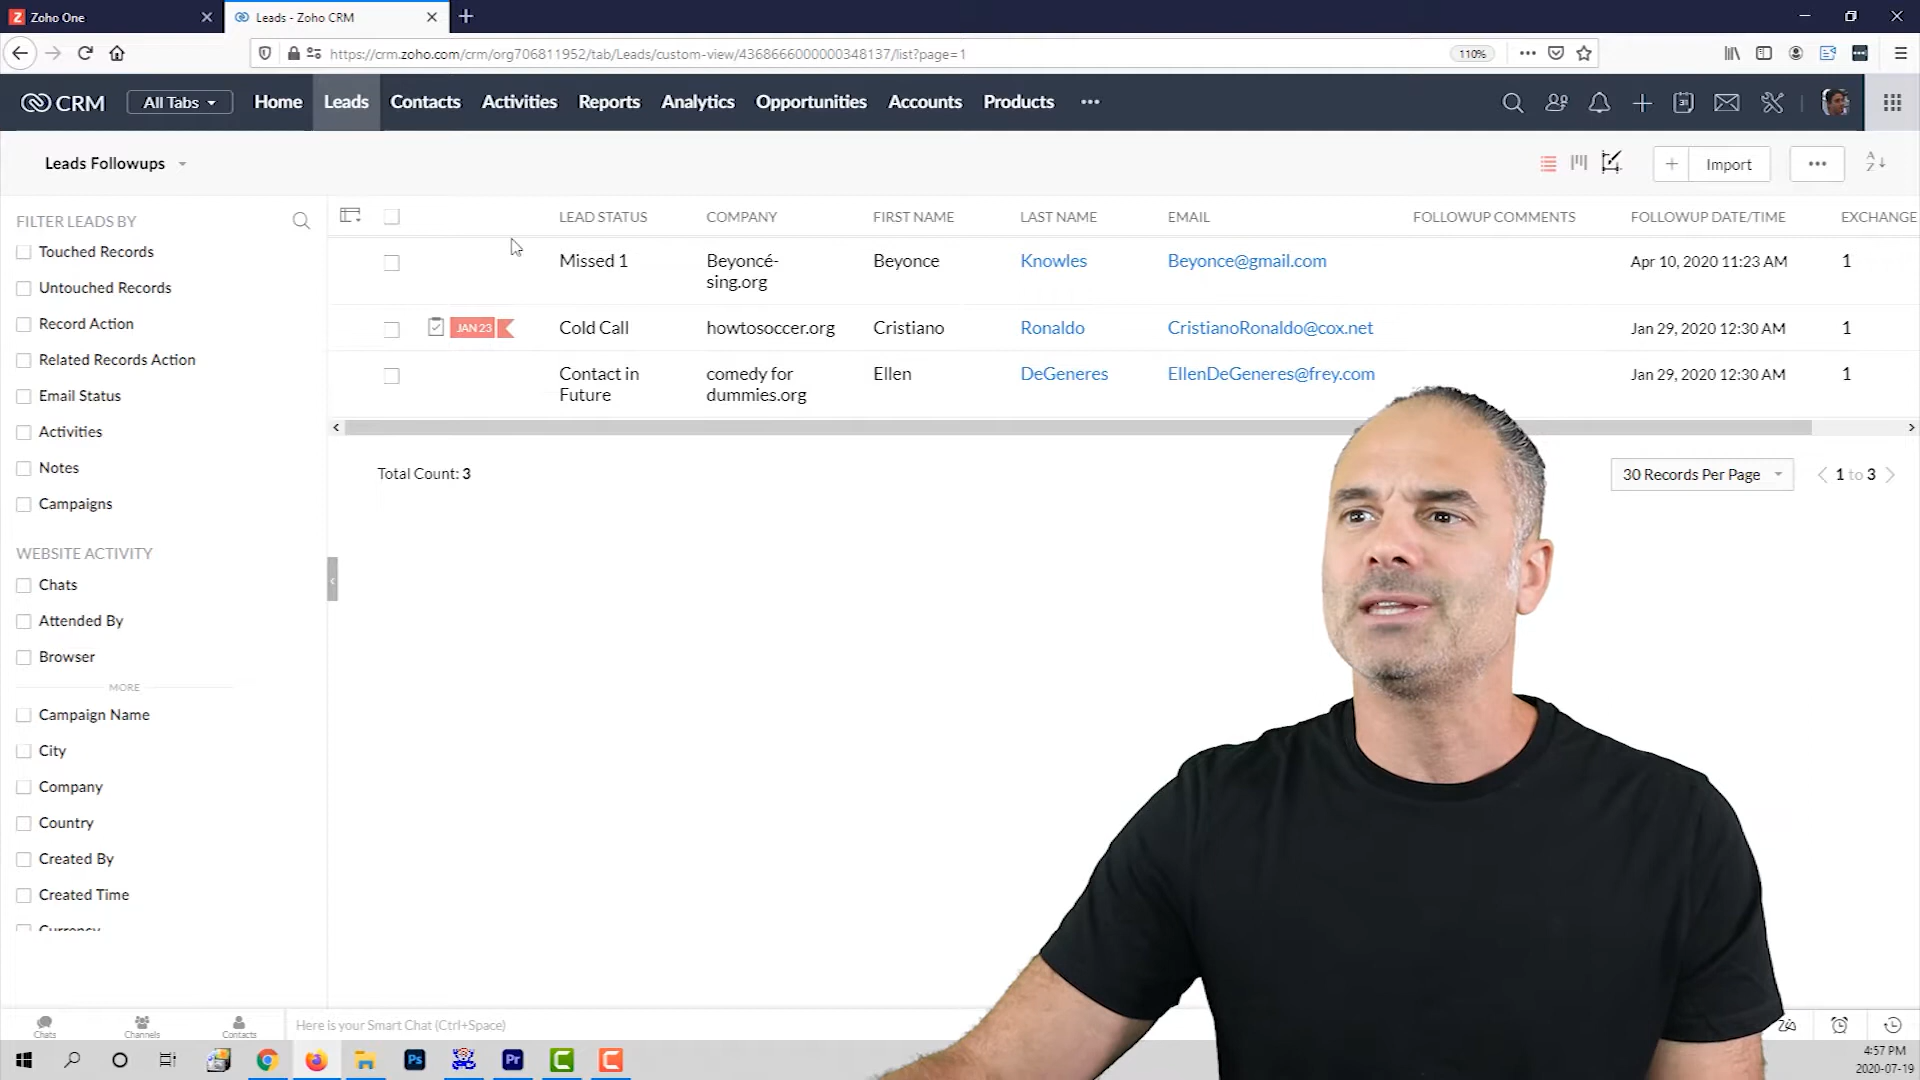 Zoho One
Leads - Zoho CRM
https://crm.zoho.com/crm/org706811952/tab/Leads/custom-view/4368666000000348137/list?page=1
110%
CRM
All Tabs
Home
Leads
Contacts
Activities
Reports
Analytics
Opportunities
Accounts
Products
Leads Followups
Import
FILTER LEADS BY
Touched Records
Untouched Records
Record Action
Related Records Action
Email Status
Activities
Notes
Campaigns
WEBSITE ACTIVITY
Chats
Attended By
Browser
MORE
Campaign Name
City
Company
Country
Created By
Created Time
Currency
LEAD STATUS COMPANY FIRST NAME LAST NAME EMAIL FOLLOWUP COMMENTS FOLLOWUP DATE/TIME EXCHANGE
Missed 1 Beyoncé- Beyonce Knowles Beyonce@gmail.com Apr 10, 2020 11:23 AM 1
sing.org
JAN 23 Cold Call howtosoccer.org Cristiano Ronaldo CristianoRonaldo@cox.net Jan 29, 2020 12:30 AM 1
Contact in comedy for Ellen DeGeneres EllenDeGeneres@frey.com Jan 29, 2020 12:30 AM 1
Future dummies.org
Total Count: 3
30 Records Per Page
1 to 3
Chats
Channels
Contacts
Here is your Smart Chat (Ctrl+Space)
Ps
Pr
4:57 PM
2020-07-19